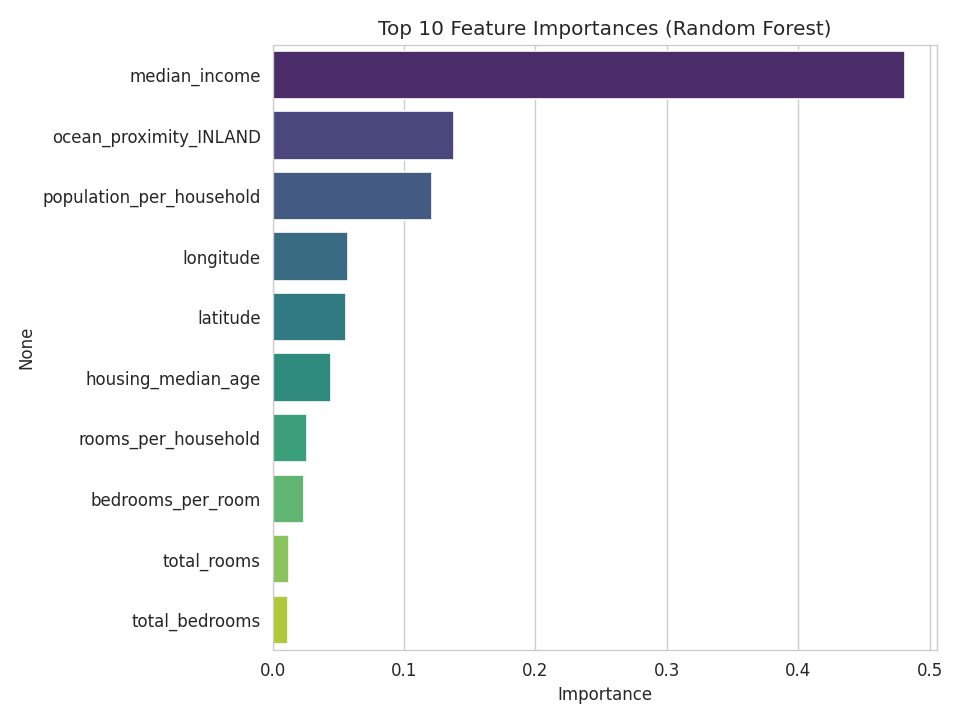 Top 10 Feature Importances (Random Forest)
median_income
ocean_proximity_INLAND
population_per_household
longitude
latitude
housing_median_age
rooms_per_household
bedrooms_per_room
total_rooms
total_bedrooms
None
0.0 0.1 0.2 0.3 0.4 0.5
Importance